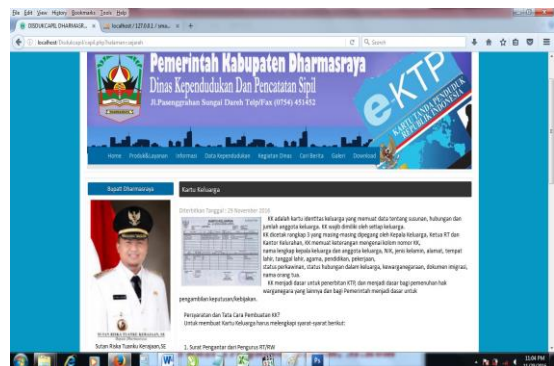 File Edit View History Bookmarks Tools Help
DISDUKCAPIL DHARMASR...
localhost / 127.0.0.1 /
Search
Pemerintah Kabupaten Dharmasraya
Dinas Kependudukan Dan Pencatatan Sipil
Jl.Pasenggrahan Sungai Dareh Telp/Fax (0754) 451452
eKTP
KARTU TANDA PENDUDUK
REPUBLIK INDONESIA
Home Produk&Layanan Informasi Data Kependudukan Kegiatan Dinas Cari Berita Galeri Download
Bupati Dharmasraya
Kartu Keluarga
Diterbitkan Tanggal : 29 November 2016
KK adalah kartu identitas keluarga yang memuat data tentang susunan, hubungan dan
jumlah anggota keluarga. KK wajib dimiliki oleh setiap keluarga.
KK dicetak rangkap 3 yang masing-masing dipegang oleh Kepala Keluarga, Ketua RT dan
Kantor Kelurahan. KK memuat keterangan mengenai kolom nomor KK,
nama lengkap kepala keluarga dan anggota keluarga, NIK, jenis kelamin, alamat, tempat
lahir, tanggal lahir, agama, pendidikan, pekerjaan,
status perkawinan, status hubungan dalam keluarga, kewarganegaraan, dokumen imigrasi,
nama orang tua.
KK menjadi dasar untuk penerbitan KTP, dan menjadi dasar bagi pemenuhan hak
warganegara yang lainnya dan bagi Pemerintah menjadi dasar untuk
pengambilan keputusan/kebijakan.
Persyaratan dan Tata Cara Pembuatan KK?
Untuk membuat Kartu Keluarga harus melengkapi syarat-syarat berikut:
1. Surat Pengantar dari Pengurus RT/RW
SUTAN RISKA TUANKU KERAJAAN, SE
Sutan Riska Tuanku Kerajaan,SE
11:04 PM